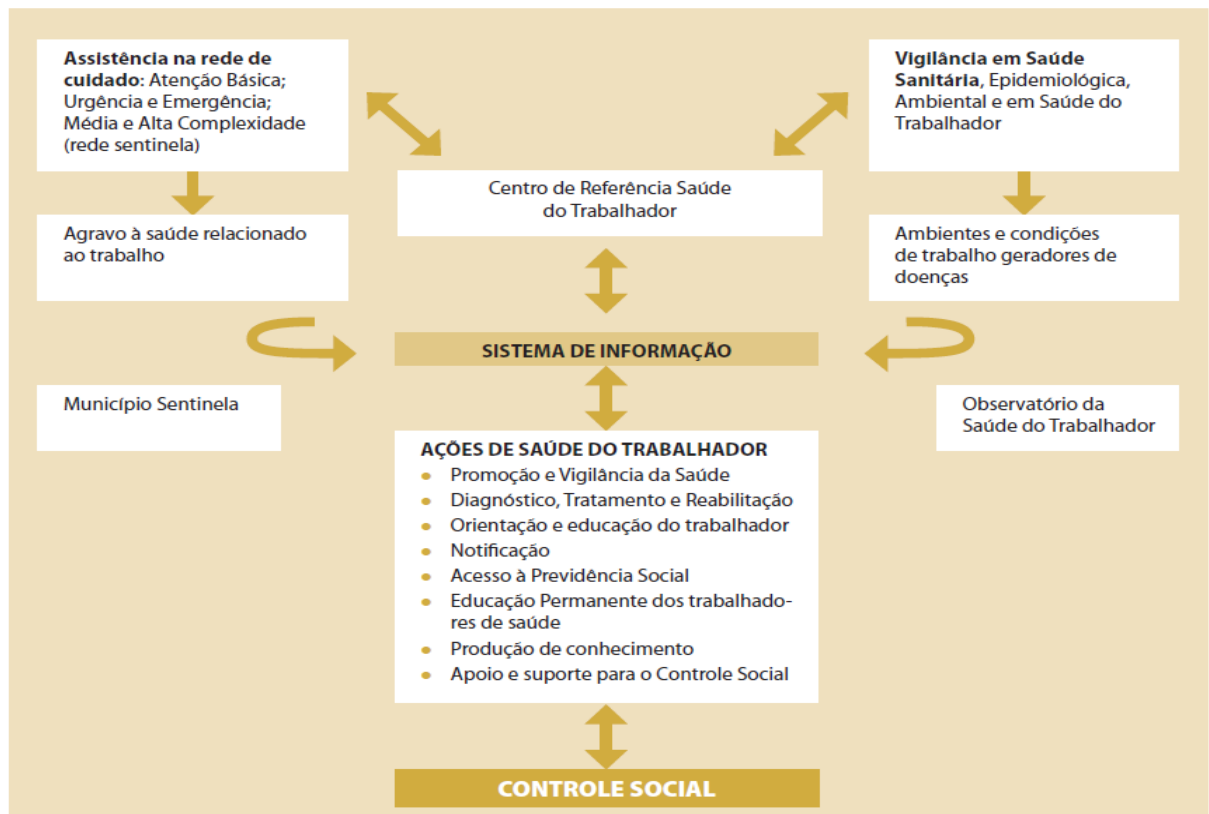 Assistência na rede de
cuidado: Atenção Básica;
Urgência e Emergência;
Média e Alta Complexidade
(rede sentinela)
Vigilância em Saúde
Sanitária, Epidemiológica,
Ambiental e em Saúde do
Trabalhador
Centro de Referência Saúde
do Trabalhador
Agravo à saúde relacionado
ao trabalho
Ambientes e condições
de trabalho geradores de
doenças
SISTEMA DE INFORMAÇÃO
Município Sentinela
Observatório da
Saúde do Trabalhador
AÇÕES DE SAÚDE DO TRABALHADOR
• Promoção e Vigilância da Saúde
• Diagnóstico, Tratamento e Reabilitação
• Orientação e educação do trabalhador
• Notificação
• Acesso à Previdência Social
• Educação Permanente dos trabalhado-
res de saúde
• Produção de conhecimento
• Apoio e suporte para o Controle Social
CONTROLE SOCIAL